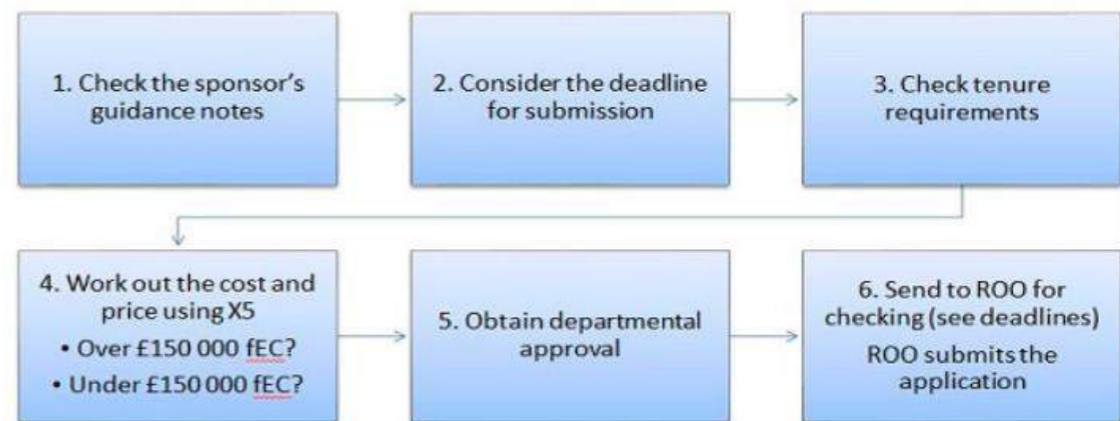 1. Check the sponsor's
guidance notes
2. Consider the deadline
for submission
3. Check tenure
requirements
4. Work out the cost and
price using X5
• Over £150 000 fEC?
• Under £150 000 fEC?
5. Obtain departmental
approval
6. Send to ROO for
checking (see deadlines)
ROO submits the
application